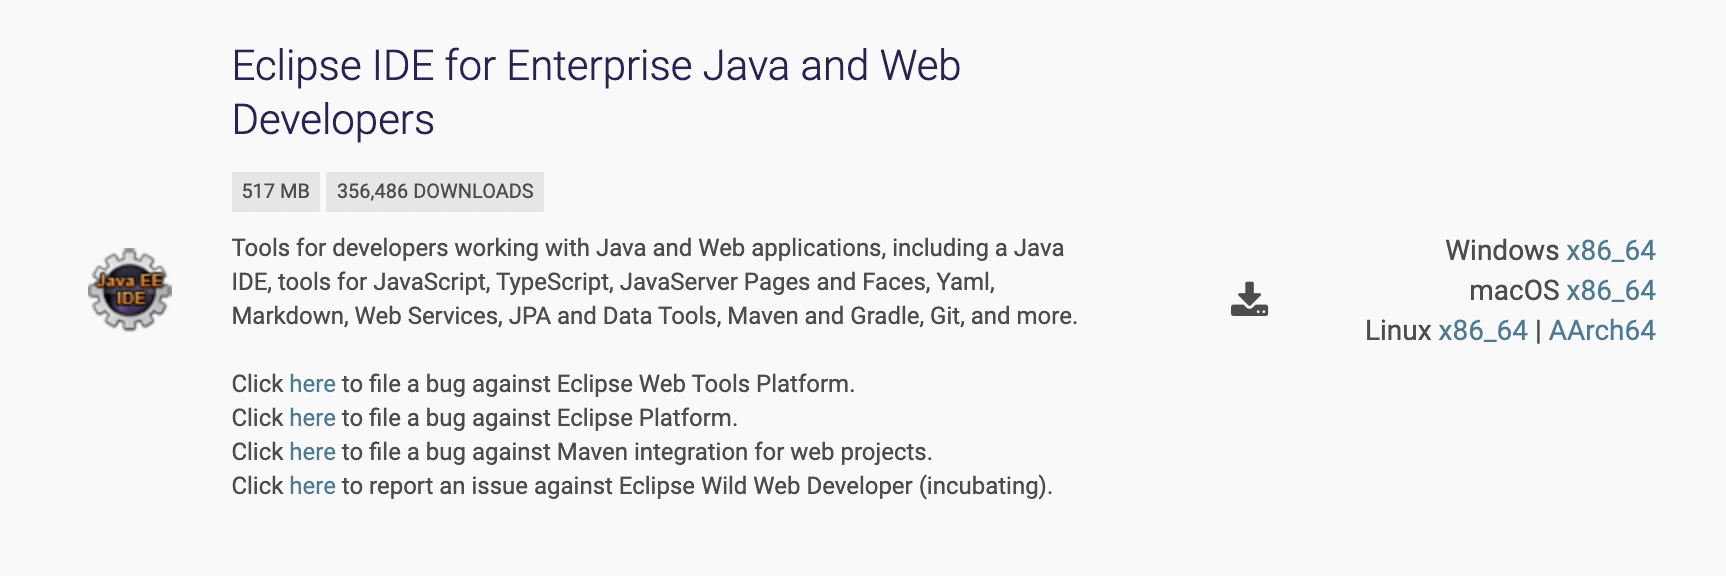 Eclipse IDE for Enterprise Java and Web
Developers
517 MB 356,486 DOWNLOADS
Java EE
IDE
Tools for developers working with Java and Web applications, including a Java
IDE, tools for JavaScript, TypeScript, JavaServer Pages and Faces, Yaml,
Markdown, Web Services, JPA and Data Tools, Maven and Gradle, Git, and more.
Click here to file a bug against Eclipse Web Tools Platform.
Click here to file a bug against Eclipse Platform.
Click here to file a bug against Maven integration for web projects.
Click here to report an issue against Eclipse Wild Web Developer (incubating).
Windows x86_64
macOS x86_64
Linux x86_64 | AArch64